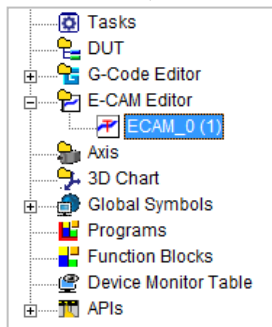 Tasks
DUT
G-Code Editor
E-CAM Editor
ECAM_0 (1)
Axis
3D Chart
Global Symbols
Programs
Function Blocks
Device Monitor Table
APIs